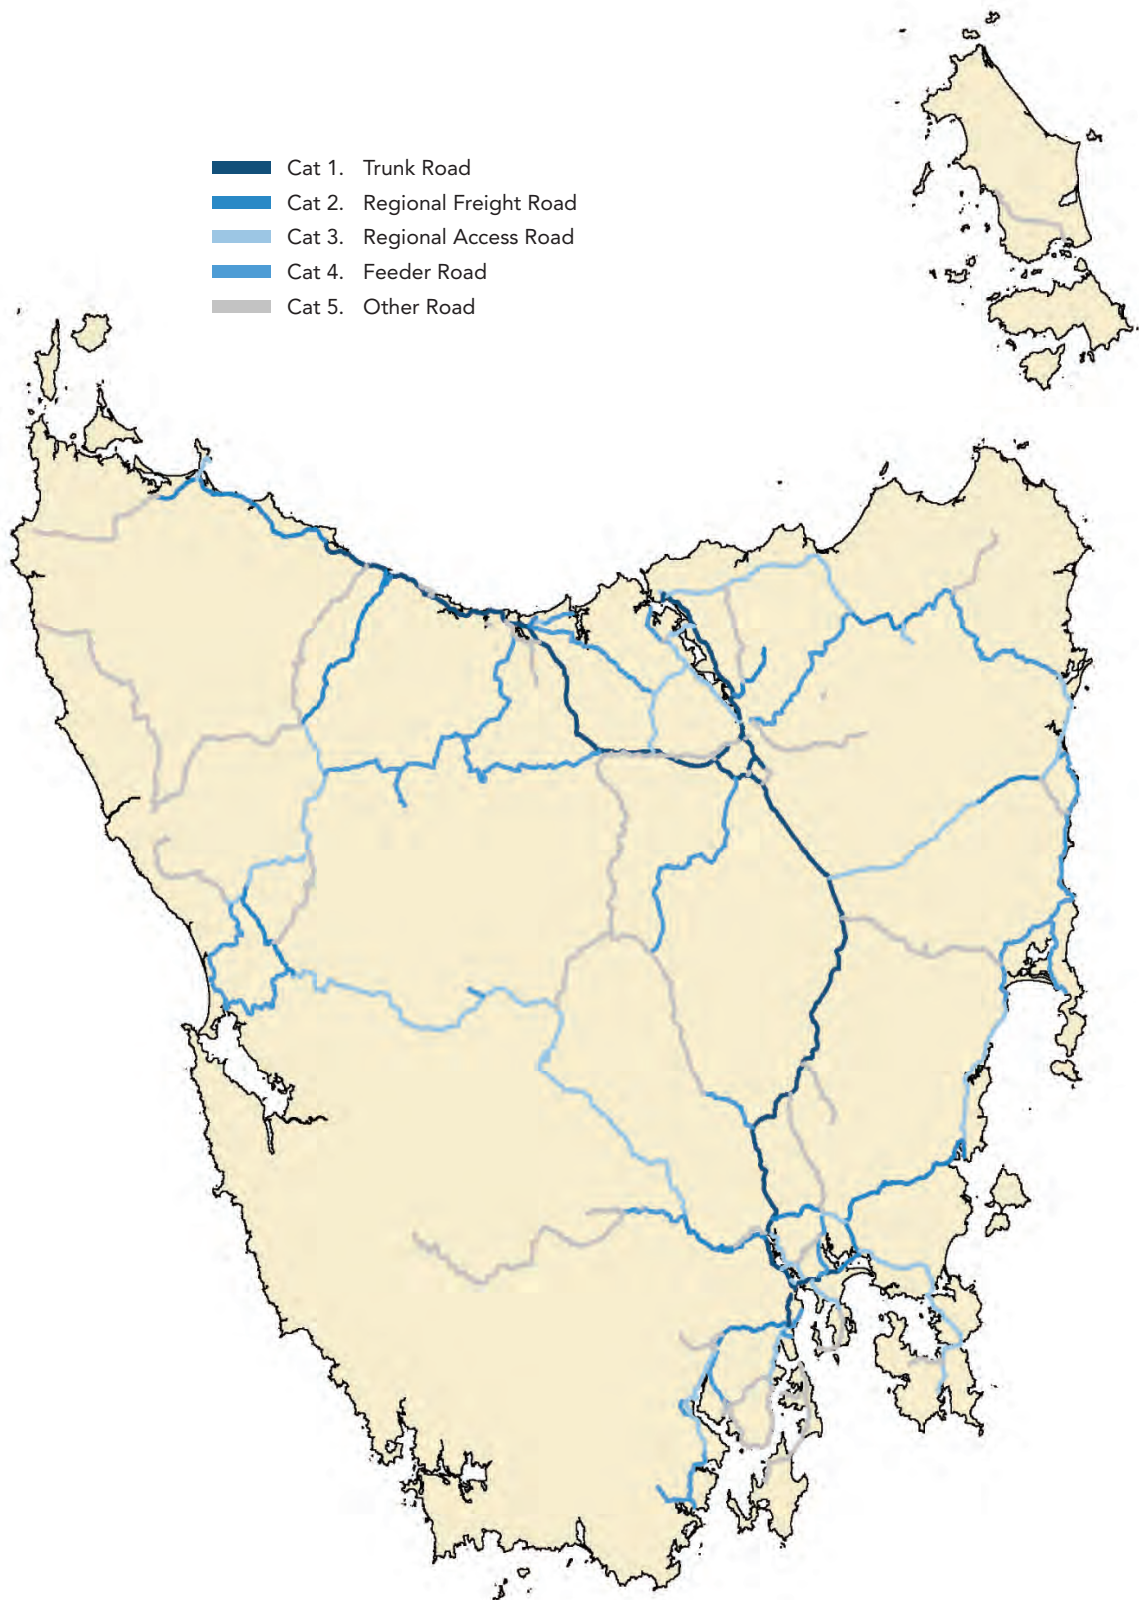 Cat 1. Trunk Road
Cat 2. Regional Freight Road
Cat 3. Regional Access Road
Cat 4. Feeder Road
Cat 5. Other Road